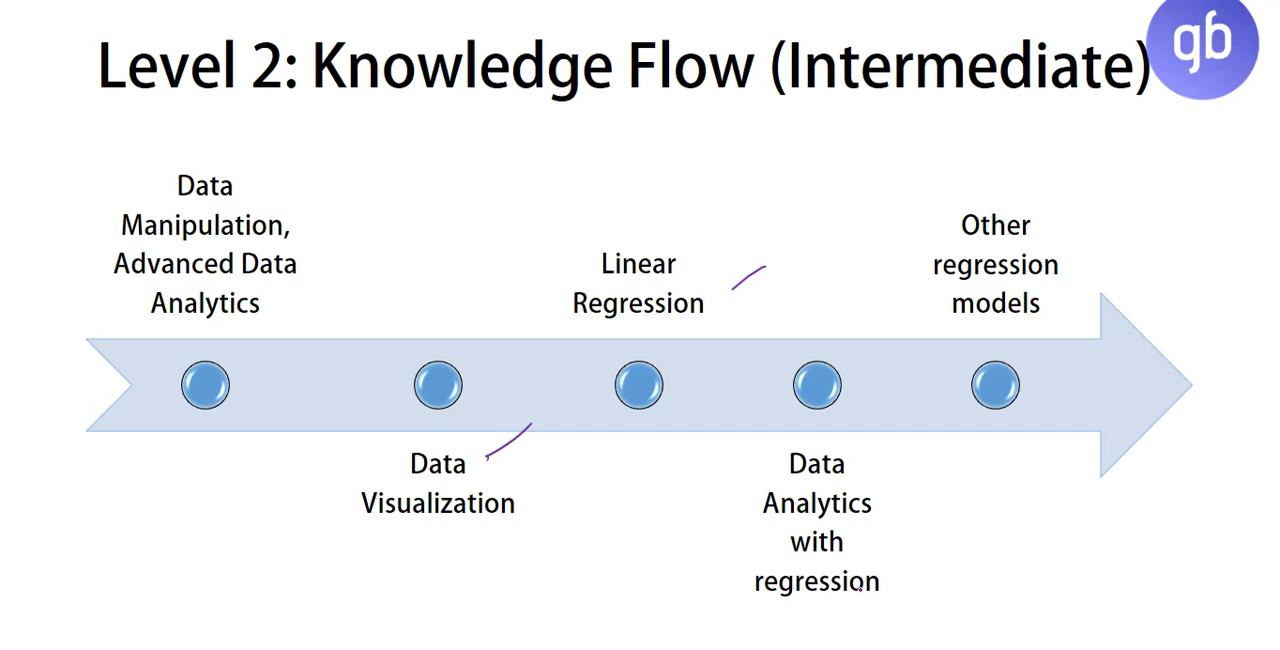 gb
Level 2: Knowledge Flow (Intermediate)
Data
Manipulation,
Advanced Data
Analytics
Data
Visualization
Linear
Regression
Data
Analytics
with
regression
Other
regression
models